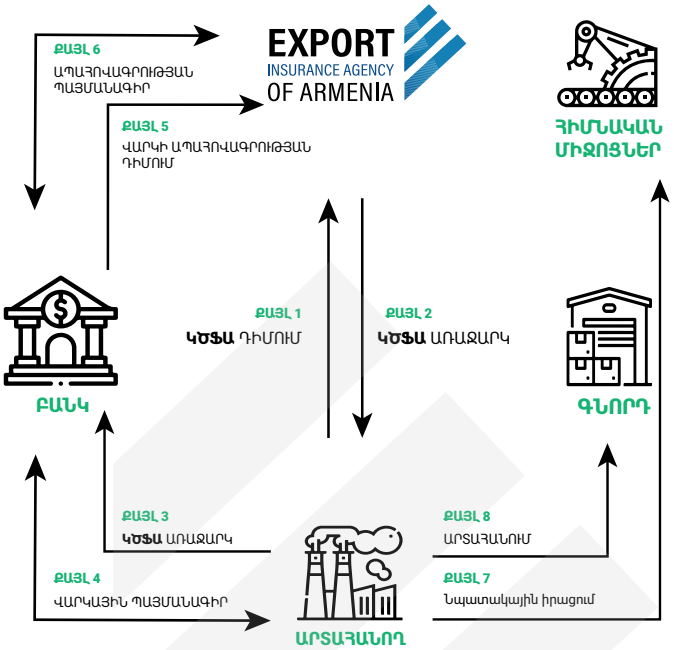 ՔԱՅԼ 6
ԱՊԱՀՈՎԱԳՐՈՒԹՅԱՆ
ՊԱՅՄԱՆԱԳԻՐ
EXPORT
INSURANCE AGENCY
OF ARMENIA
ՀԻՄՆԱԿԱՆ
ՄԻՋՈՑՆԵՐ
ՔԱՅԼ 5
ՎԱՐԿԻ ԱՊԱՀՈՎԱԳՐՈՒԹՅԱՆ
ԴԻՄՈՒՄ
ՔԱՅԼ 1
ԿԾՖԱ ԴԻՄՈՒՄ
ՔԱՅԼ 2
ԿԾՖԱ ԱՌԱՋԱՐԿ
$
ԲԱՆԿ
ԳՆՈՐԴ
ՔԱՅԼ 3
ԿԾՖԱ ԱՌԱՋԱՐԿ
ՔԱՅԼ 4
ՎԱՐԿԱՅԻՆ ՊԱՅՄԱՆԱԳԻՐ
ՔԱՅԼ 8
ԱՐՏԱՀԱՆՈՒՄ
ՔԱՅԼ 7
Նպատակային իրացում
ԱՐՏԱՀԱՆՈՂ